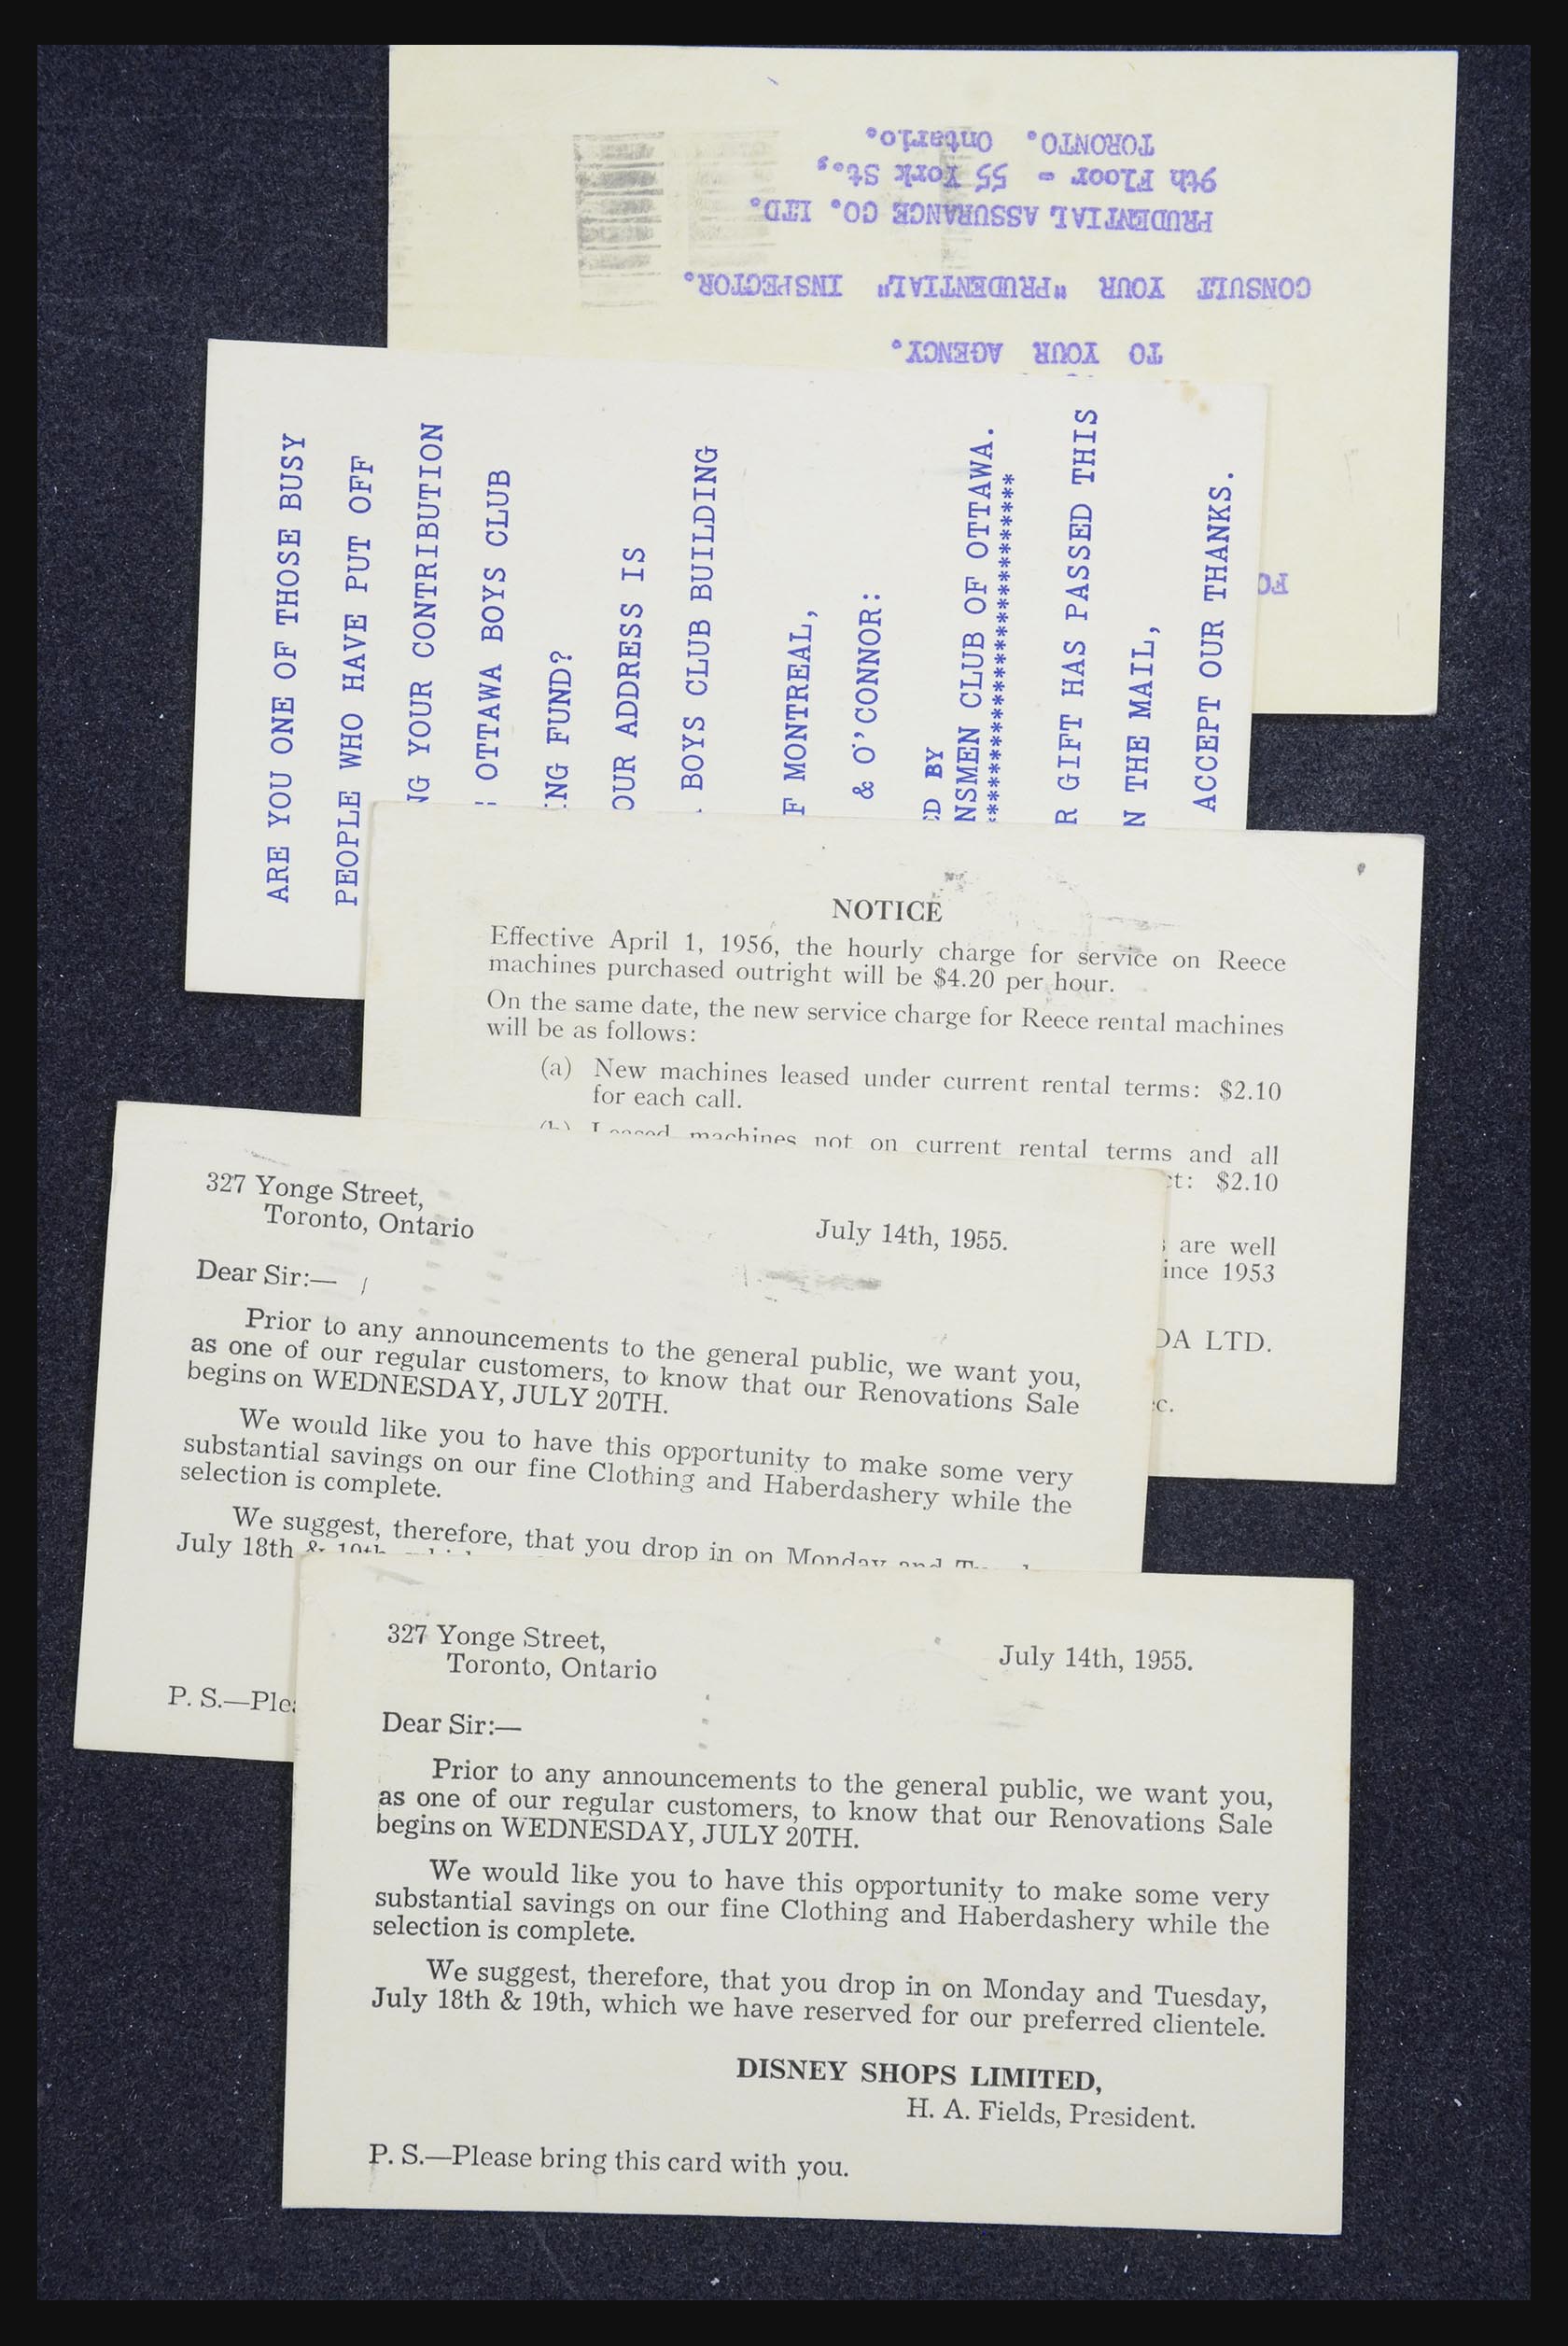 TO YOUR AGENCY.
CONSULT YOUR "PRUDENTIAL" INSPECTOR.
PRUDENTIAL ASSURANCE CO. LTD.
9th Floor - 55 York St.,
TORONTO. Ontario.
ARE YOU ONE OF THOSE BUSY
PEOPLE WHO HAVE PUT OFF
YOUR CONTRIBUTION
OTTAWA BOYS CLUB
FUND?
ADDRESS IS
BOYS CLUB BUILDING
MONTREAL,
& O'CONNOR:
BY
CLUB OF OTTAWA.
**************************
GIFT HAS PASSED THIS
THE MAIL,
ACCEPT OUR THANKS.
NOTICE
Effective April 1, 1956, the hourly charge for service on Reece
machines purchased outright will be $4.20 per hour.
On the same date, the new service charge for Reece rental machines
will be as follows:
(a) New machines leased under current rental terms: $2.10
for each call.
(b) Leased machines not on current rental terms and all
$2.10
are well
1953
LTD.
327 Yonge Street,
Toronto, Ontario
July 14th, 1955.
Dear Sir:—
Prior to any announcements to the general public, we want you,
as one of our regular customers, to know that our Renovations Sale
begins on WEDNESDAY, JULY 20TH.
We would like you to have this opportunity to make some very
substantial savings on our fine Clothing and Haberdashery while the
selection is complete.
We suggest, therefore, that you drop in on Monday and
July 18th & 19th,
P. S.—
327 Yonge Street,
Toronto, Ontario
July 14th, 1955.
Dear Sir:—
Prior to any announcements to the general public, we want you,
as one of our regular customers, to know that our Renovations Sale
begins on WEDNESDAY, JULY 20TH.
We would like you to have this opportunity to make some very
substantial savings on our fine Clothing and Haberdashery while the
selection is complete.
We suggest, therefore, that you drop in on Monday and Tuesday,
July 18th & 19th, which we have reserved for our preferred clientele.
DISNEY SHOPS LIMITED,
H. A. Fields, President.
P. S.—Please bring this card with you.